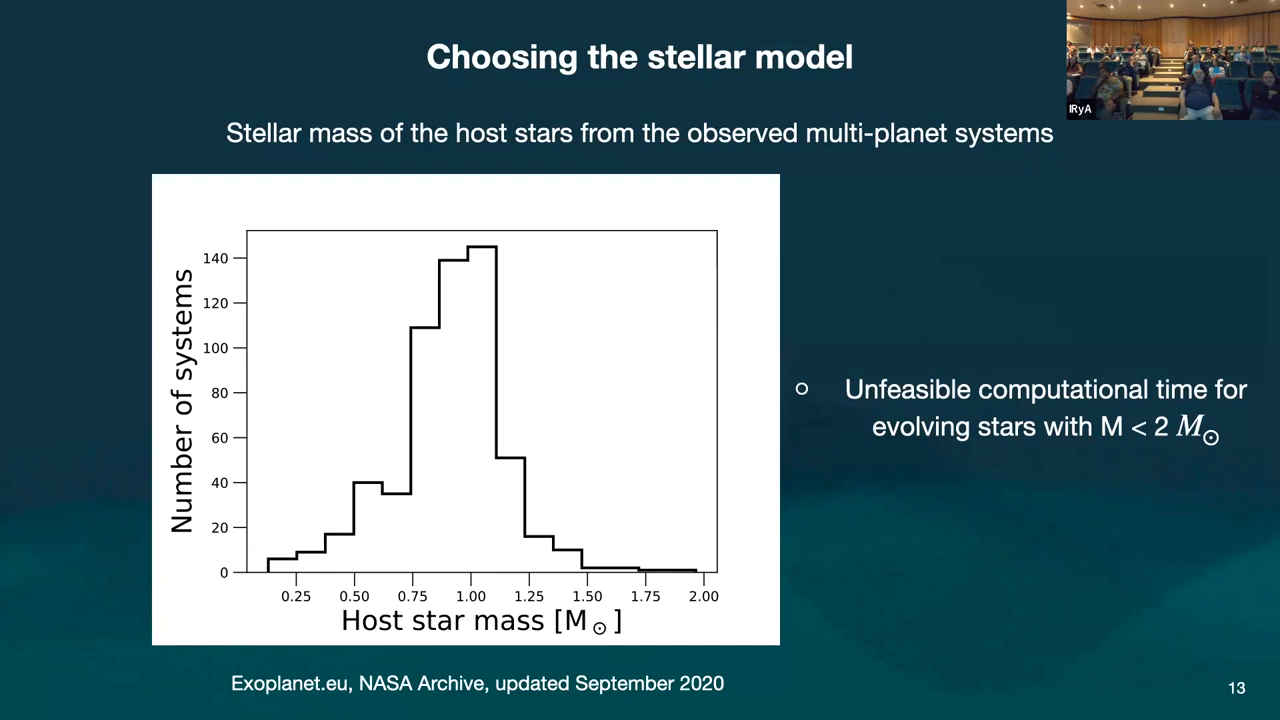 Choosing the stellar model
IRyA
Stellar mass of the host stars from the observed multi-planet systems
Number of systems
140
120
100
80
60
40
20
0
0.25 0.50 0.75 1.00 1.25 1.50 1.75 2.00
Host star mass [M☉]
○ Unfeasible computational time for
evolving stars with M < 2 M☉
Exoplanet.eu, NASA Archive, updated September 2020
13